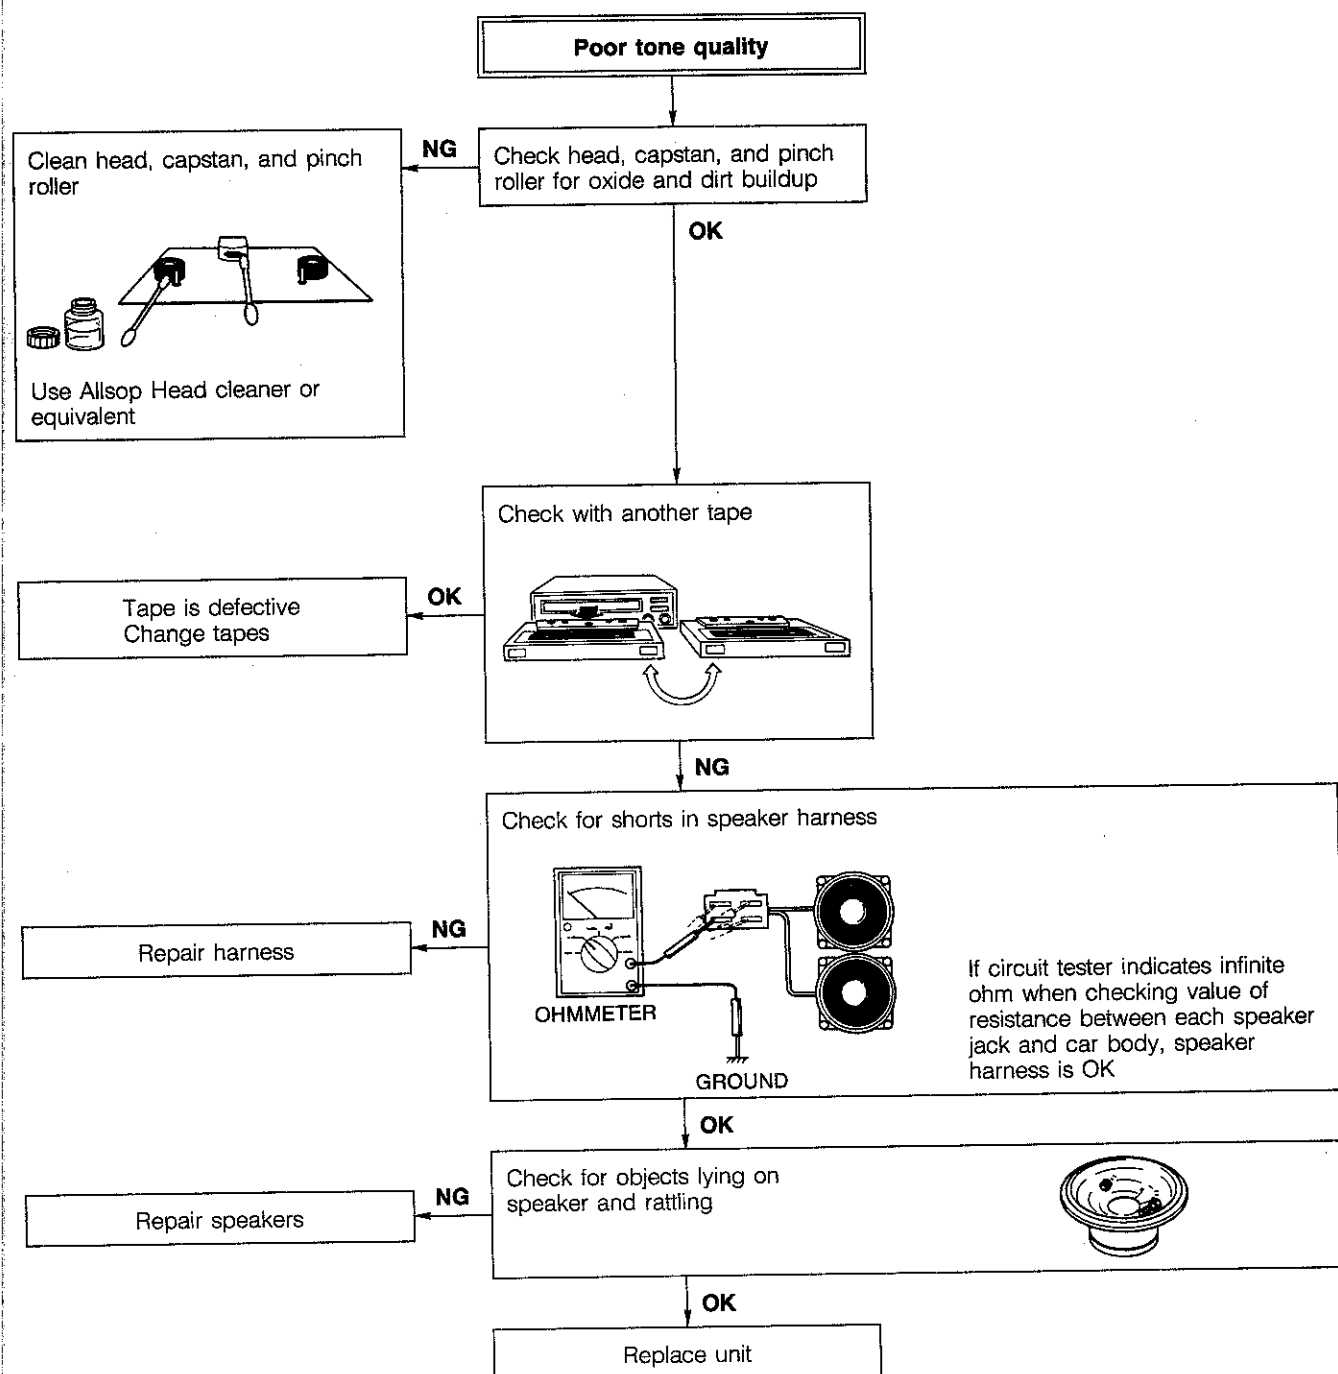 Poor tone quality
Clean head, capstan, and pinch
roller
NG
Check head, capstan, and pinch
roller for oxide and dirt buildup
OK
Use Allsop Head cleaner or
equivalent
Check with another tape
OK
Tape is defective
Change tapes
NG
Check for shorts in speaker harness
NG
Repair harness
OHMMETER
GROUND
If circuit tester indicates infinite
ohm when checking value of
resistance between each speaker
jack and car body, speaker
harness is OK
OK
Check for objects lying on
speaker and rattling
NG
Repair speakers
OK
Replace unit